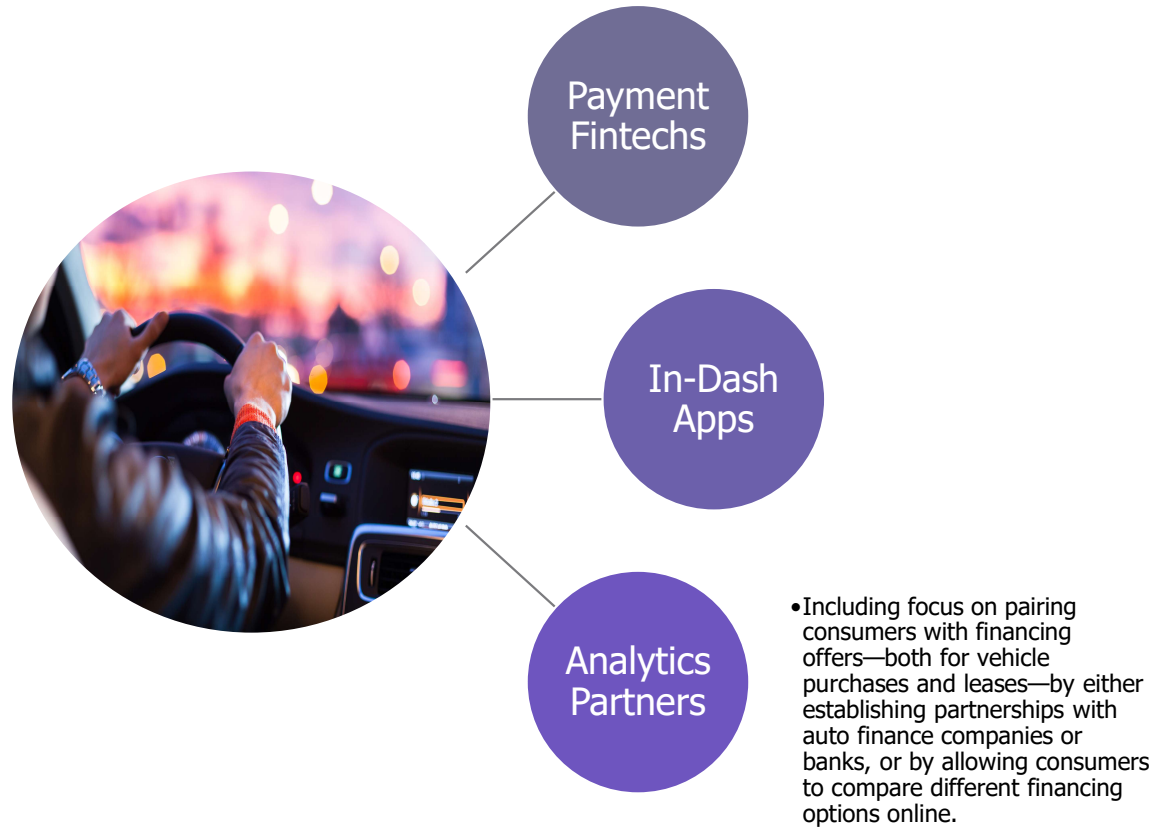 Payment
Fintechs
In-Dash
Apps
Analytics
Partners
•Including focus on pairing
consumers with financing
offers—both for vehicle
purchases and leases—by either
establishing partnerships with
auto finance companies or
banks, or by allowing consumers
to compare different financing
options online.